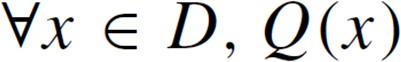 ∀x ∈ D, Q(x)